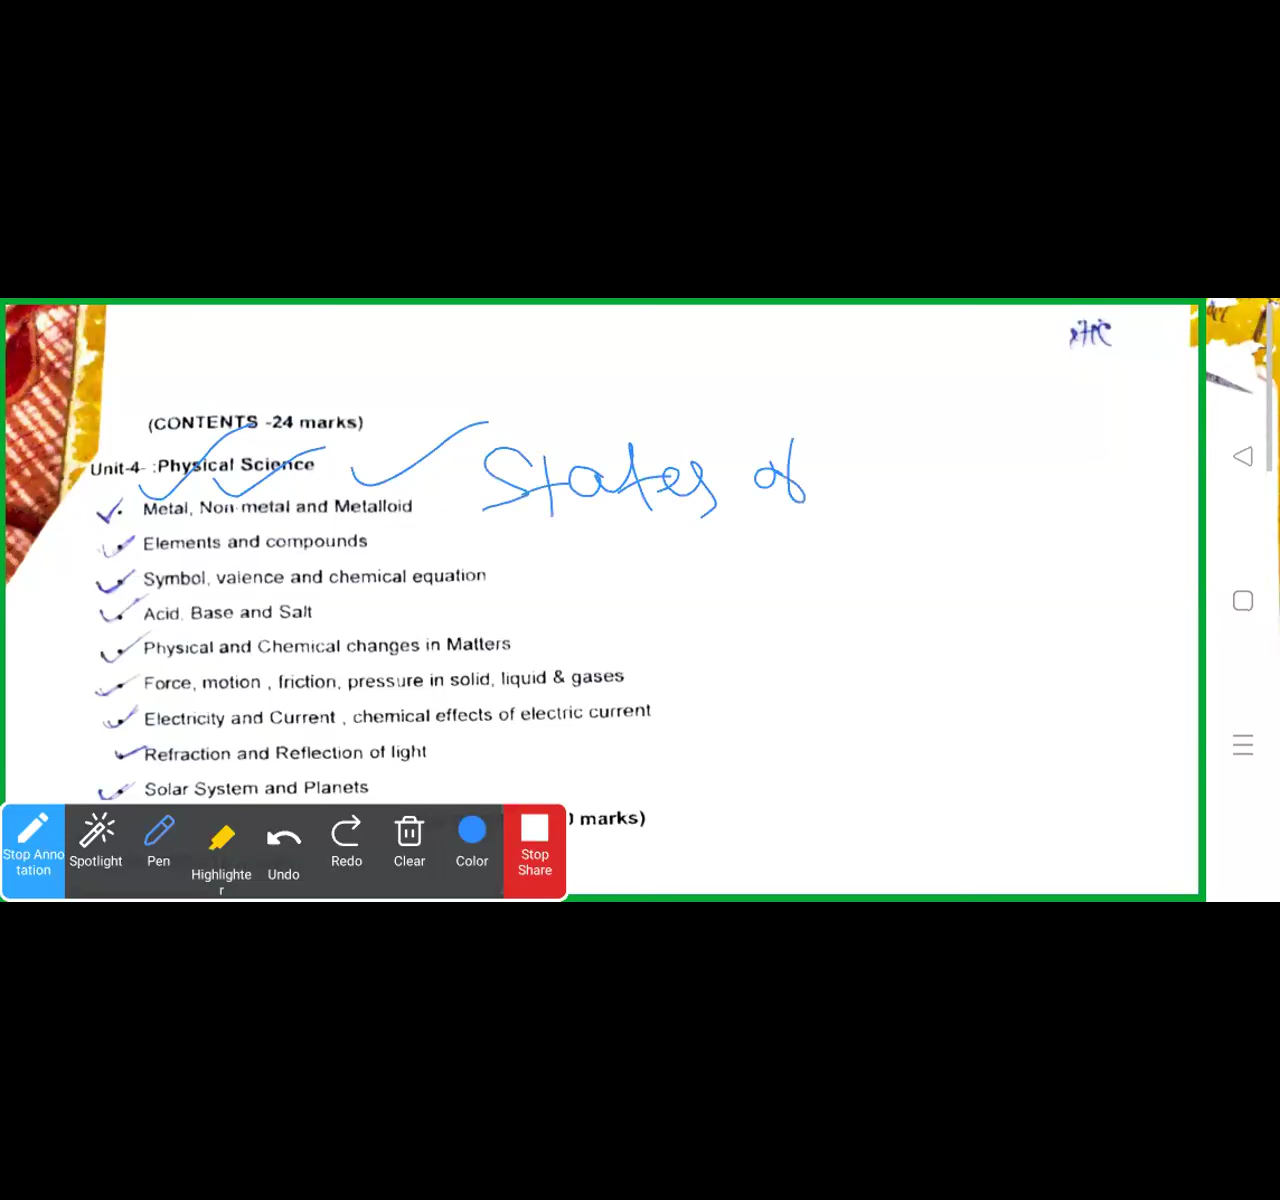 (CONTENTS -24 marks)
Unit-4- :Physical Science
States of
Metal, Non-metal and Metalloid
Elements and compounds
Symbol, valence and chemical equation
Acid, Base and Salt
Physical and Chemical changes in Matters
Force, motion , friction, pressure in solid, liquid & gases
Electricity and Current , chemical effects of electric current
Refraction and Reflection of light
Solar System and Planets
marks)
Stop Anno
tation
Spotlight
Pen
Highlighte
r
Undo
Redo
Clear
Color
Stop
Share